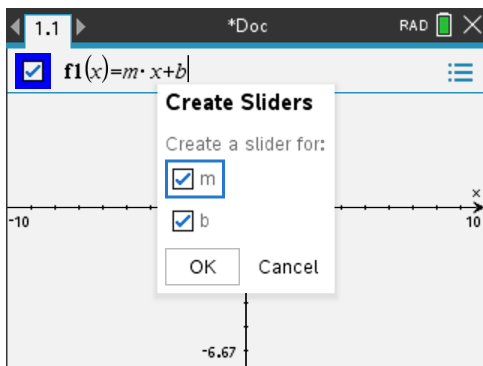 1.1 *Doc RAD
f1(x)=m·x+b
Create Sliders
Create a slider for:
m
b
OK Cancel
x
-10 10
-6.67